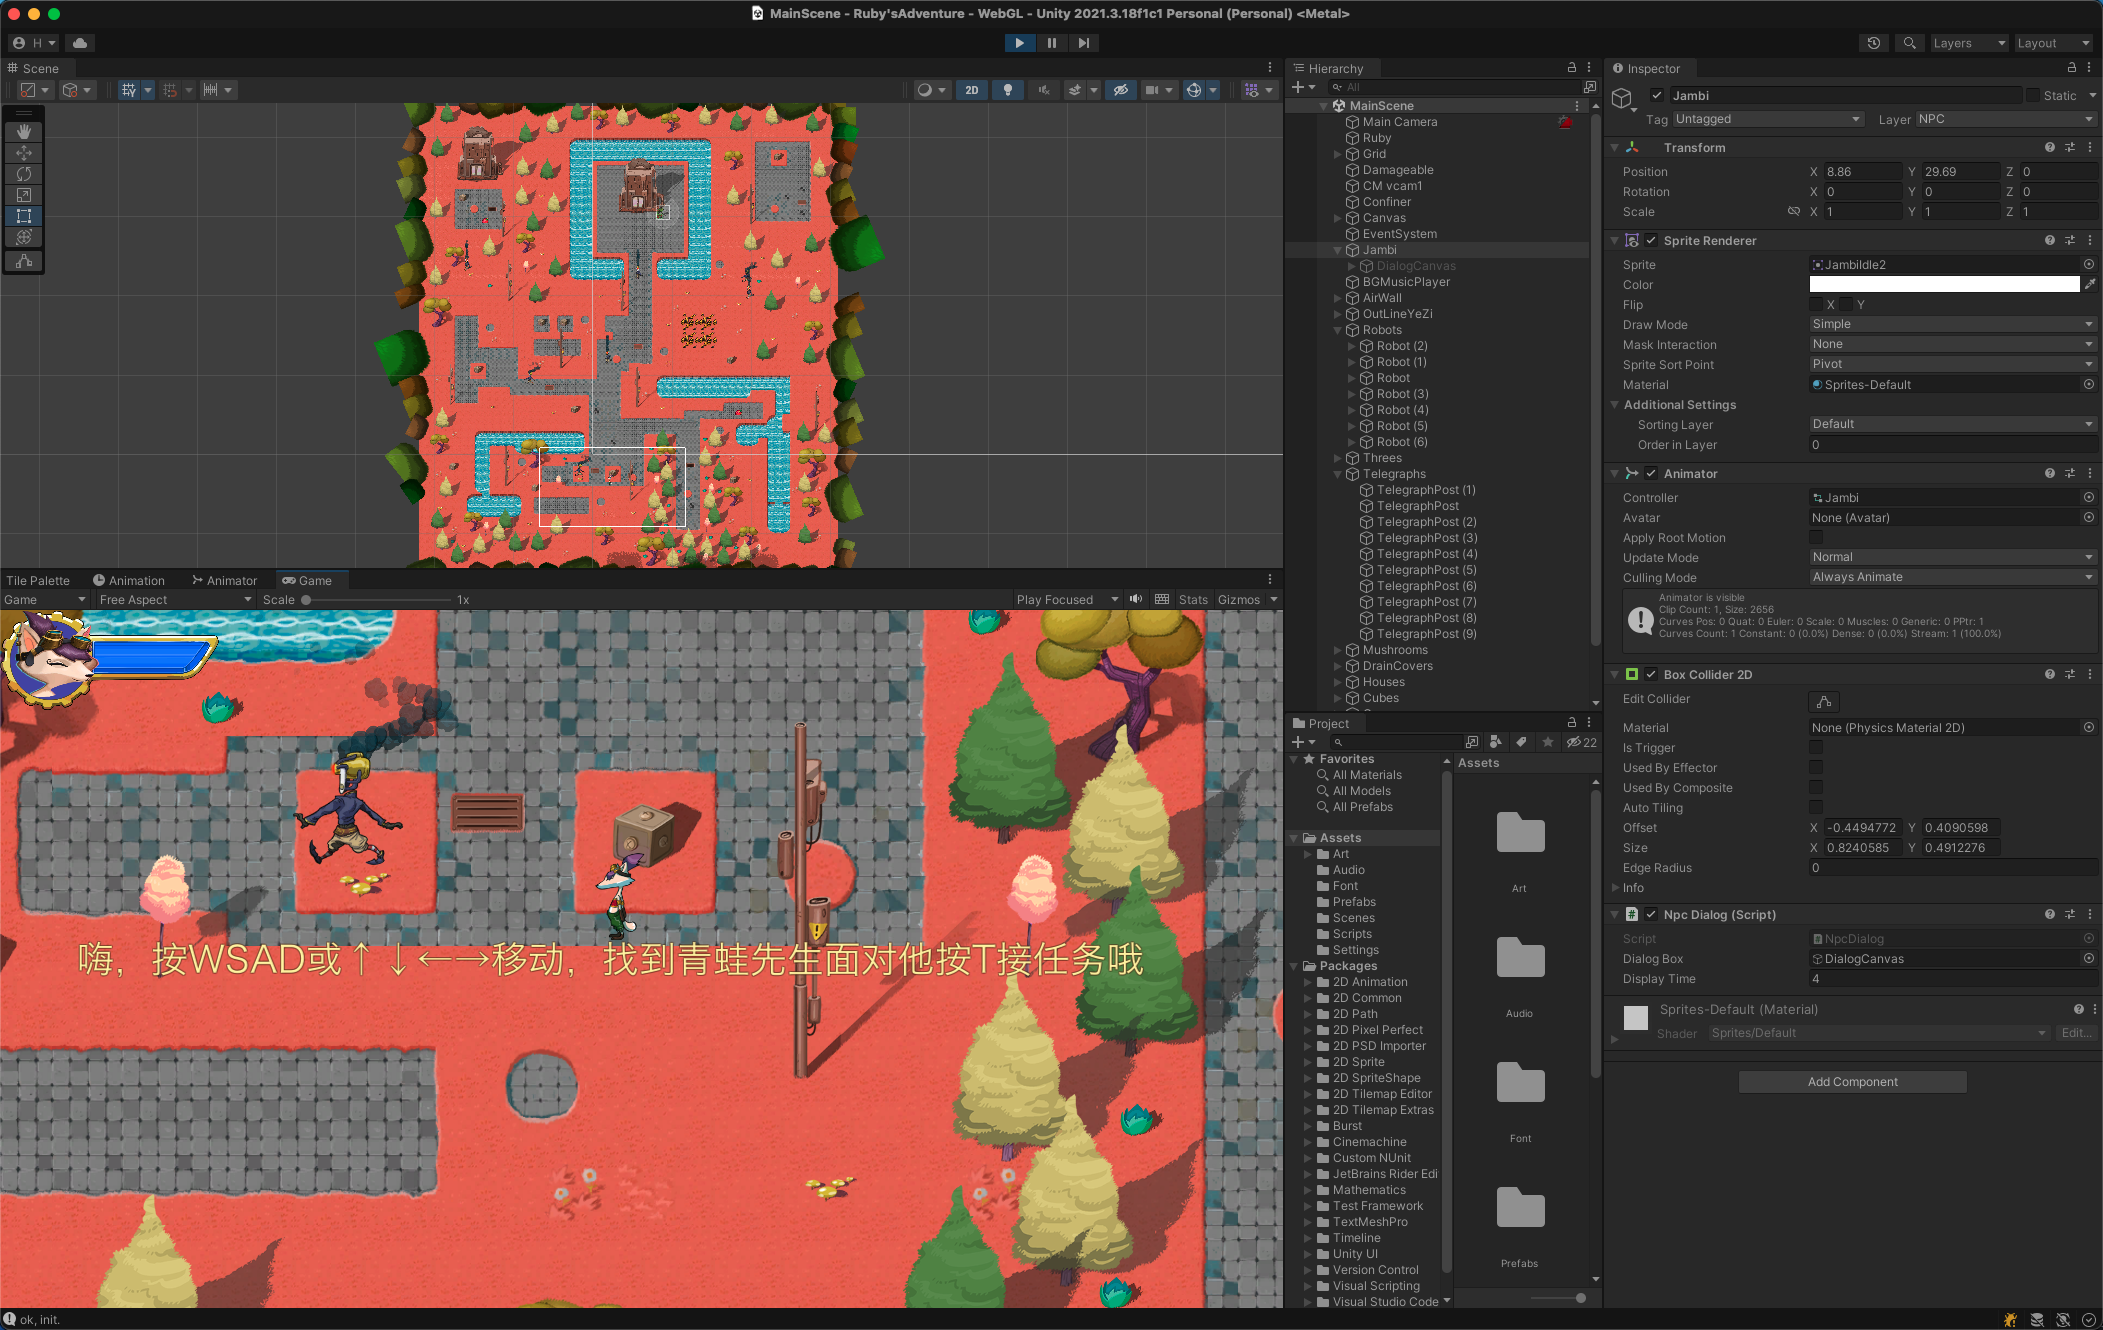 MainScene - Ruby'sAdventure - WebGL - Unity 2021.3.18f1c1 Personal (Personal) <Metal>
H
Layers
Layout
Scene
2D
Tile Palette
Animation
Animator
Game
Game
Free Aspect
Scale
1x
Play Focused
Stats
Gizmos
嗨，按WSAD或↑↓←→移动，找到青蛙先生面对他按T接任务哦
Hierarchy
All
MainScene
Main Camera
Ruby
Grid
Damageable
CM vcam1
Confiner
Canvas
EventSystem
Jambi
DialogCanvas
BGMusicPlayer
AirWall
OutLineYeZi
Robots
Robot (2)
Robot (1)
Robot
Robot (3)
Robot (4)
Robot (5)
Robot (6)
Threes
Telegraphs
TelegraphPost (1)
TelegraphPost
TelegraphPost (2)
TelegraphPost (3)
TelegraphPost (4)
TelegraphPost (5)
TelegraphPost (6)
TelegraphPost (7)
TelegraphPost (8)
TelegraphPost (9)
Mushrooms
DrainCovers
Houses
Cubes
Project
22
Favorites
All Materials
All Models
All Prefabs
Assets
Art
Audio
Font
Prefabs
Scenes
Scripts
Settings
Packages
2D Animation
2D Common
2D Path
2D Pixel Perfect
2D PSD Importer
2D Sprite
2D SpriteShape
2D Tilemap Editor
2D Tilemap Extras
Burst
Cinemachine
Custom NUnit
JetBrains Rider Edi
Mathematics
Test Framework
TextMeshPro
Timeline
Unity UI
Version Control
Visual Scripting
Visual Studio Code
Assets
Art
Audio
Font
Prefabs
Inspector
Jambi
Static
Tag Untagged
Layer NPC
Transform
Position X 8.86 Y 29.69 Z 0
Rotation X 0 Y 0 Z 0
Scale X 1 Y 1 Z 1
Sprite Renderer
Sprite JambiIdle2
Color
Flip X Y
Draw Mode Simple
Mask Interaction None
Sprite Sort Point Pivot
Material Sprites-Default
Additional Settings
Sorting Layer Default
Order in Layer 0
Animator
Controller Jambi
Avatar None (Avatar)
Apply Root Motion
Update Mode Normal
Culling Mode Always Animate
Animator is visible
Clip Count: 1, Size: 2656
Curves Pos: 0 Quat: 0 Euler: 0 Scale: 0 Muscles: 0 Generic: 0 PPtr: 1
Curves Count: 1 Constant: 0 (0.0%) Dense: 0 (0.0%) Stream: 1 (100.0%)
Box Collider 2D
Edit Collider
Material None (Physics Material 2D)
Is Trigger
Used By Effector
Used By Composite
Auto Tiling
Offset X -0.4494772 Y 0.4090598
Size X 0.8240585 Y 0.4912276
Edge Radius 0
Info
Npc Dialog (Script)
Script NpcDialog
Dialog Box DialogCanvas
Display Time 4
Sprites-Default (Material)
Shader Sprites/Default Edit...
Add Component
ok, init.